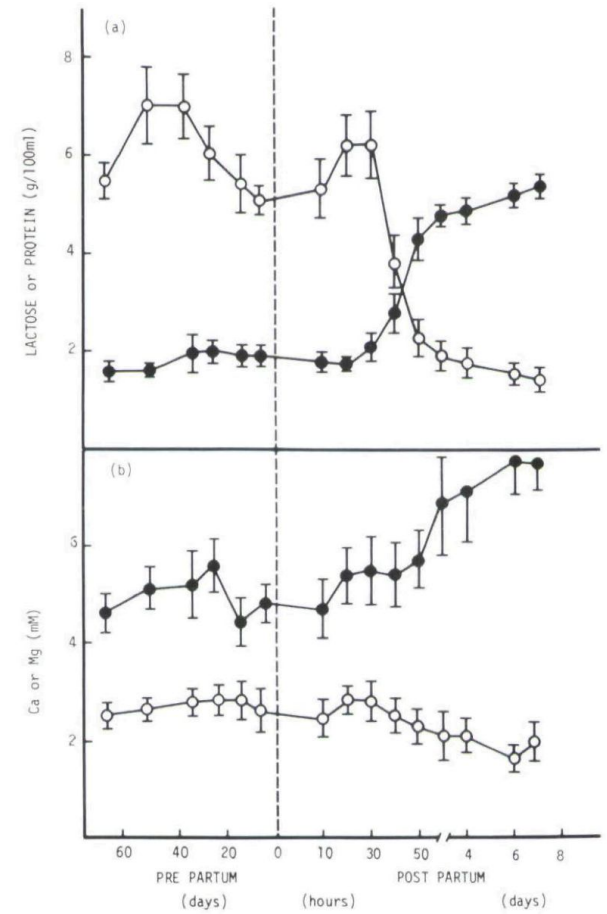 (a)
8
6
4
2
LACTOSE or PROTEIN (g/100ml)
(b)
6
4
2
Ca or Mg (mM)
60 40 20 0 10 30 50 4 6 8
PRE PARTUM POST PARTUM
(days) (hours) (days)